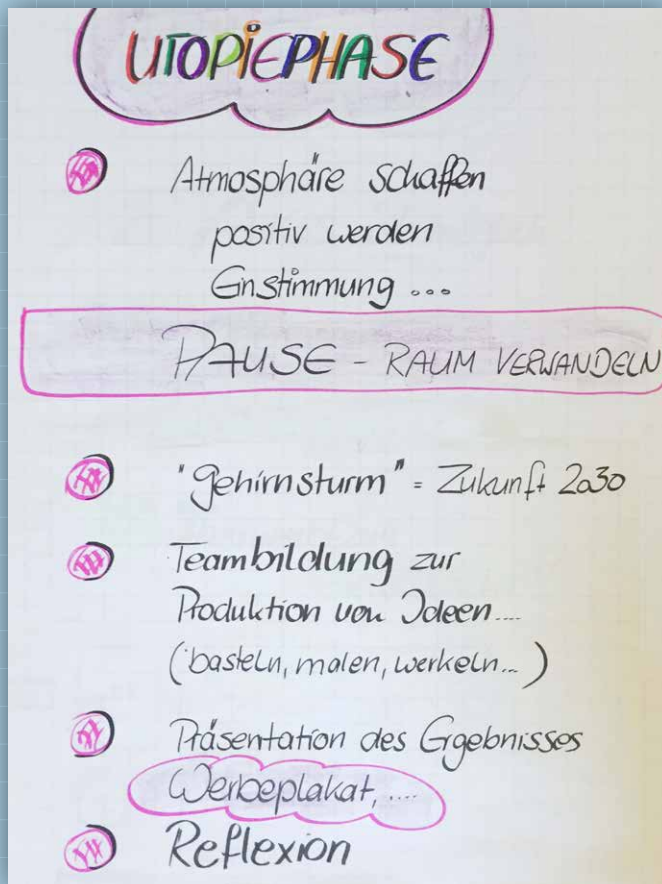 UTOPIEPHASE
Atmosphäre schaffen
positiv werden
Einstimmung ...
PAUSE - RAUM VERWANDELN
"Gehirnsturm" = Zukunft 2030
Teambildung zur
Produktion von Ideen....
(basteln, malen, werkeln...)
Präsentation des Ergebnisses
Werbeplakat, ....
Reflexion